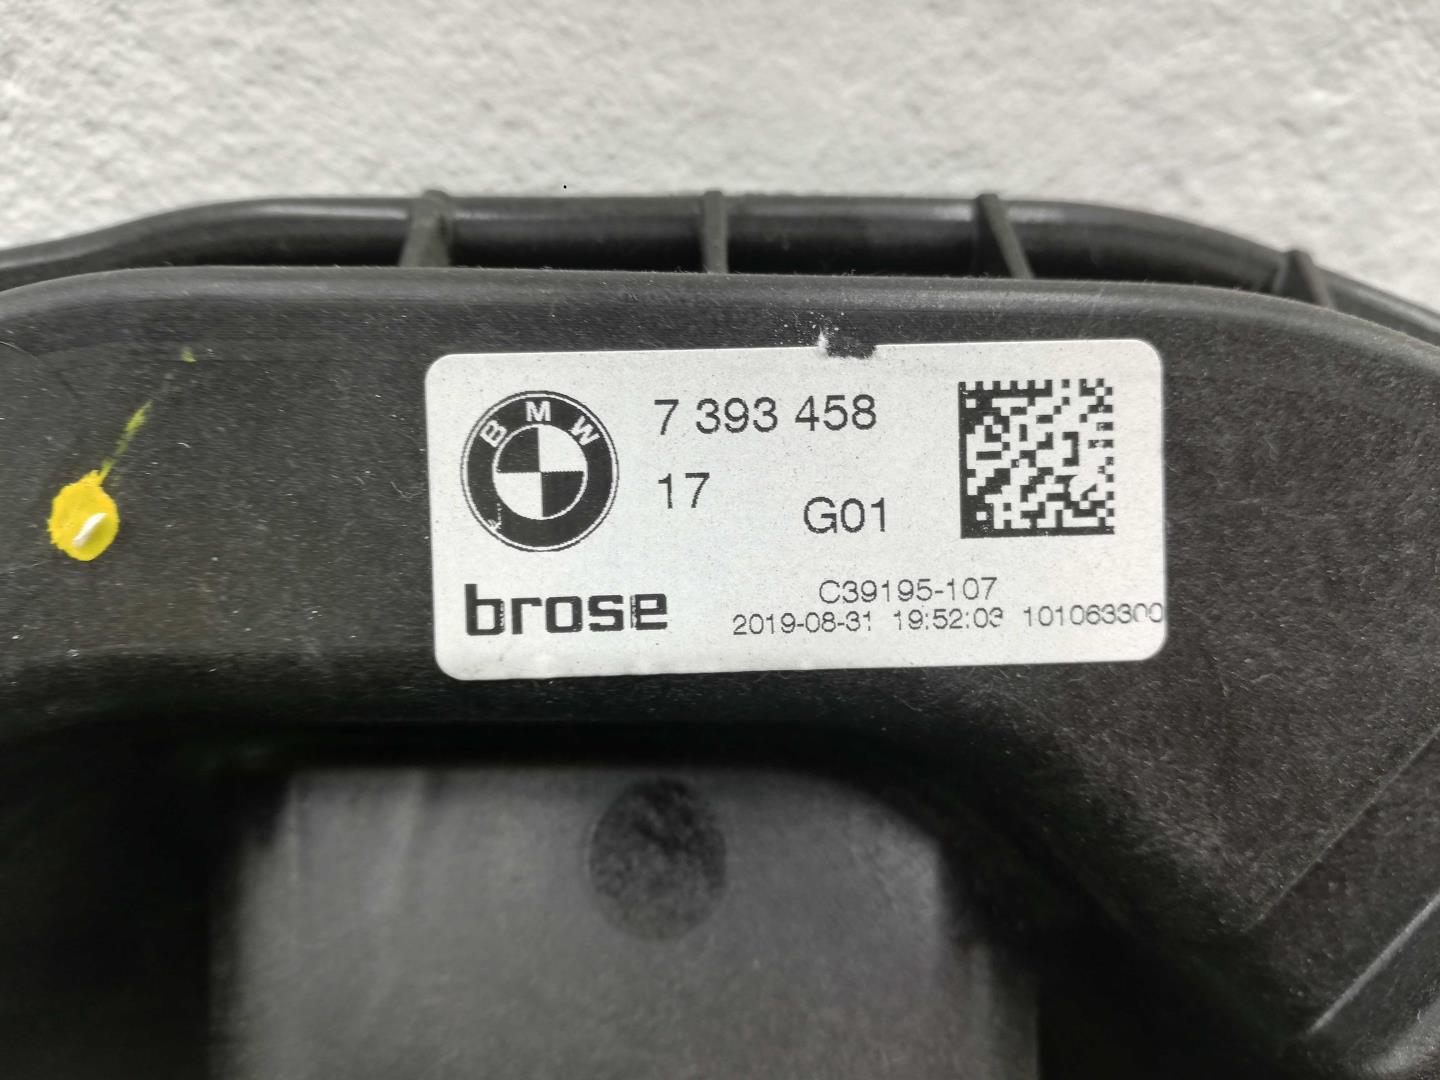 BMW
7 393 458
17
G01
brose
C39195-107
2019-08-31 19:52:03 101063300